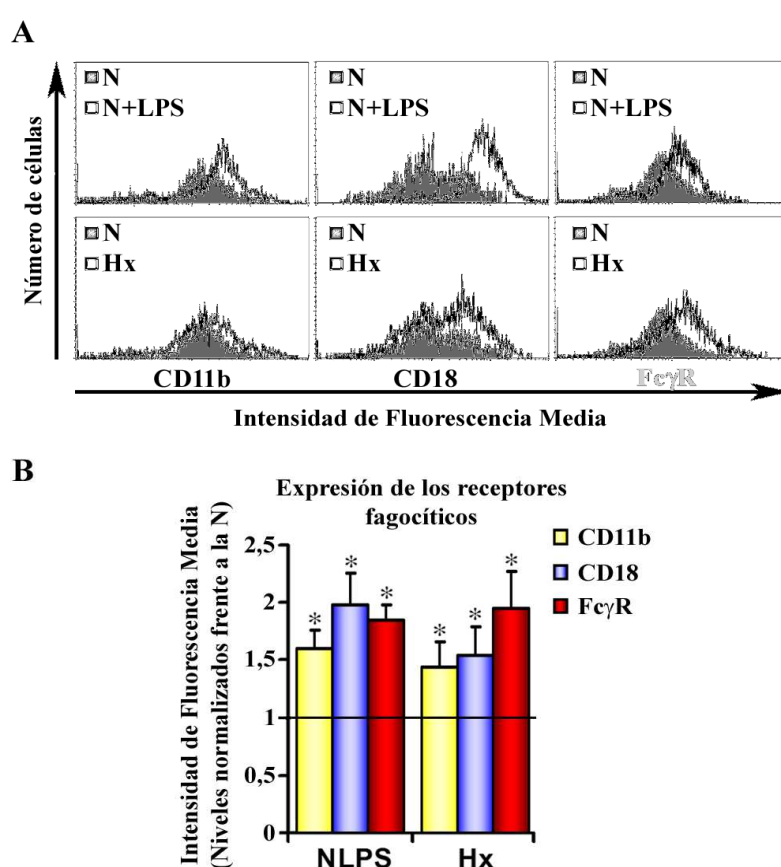 A
N
N+LPS
N
N+LPS
N
N+LPS
N
Hx
N
Hx
N
Hx
Número de células
CD11b
CD18
FcγR
Intensidad de Fluorescencia Media
B
Expresión de los receptores
fagocíticos
Intensidad de Fluorescencia Media
(Niveles normalizados frente a la N)
2,5
2
1,5
1
0,5
0
*
*
*
*
*
*
CD11b
CD18
FcγR
NLPS
Hx